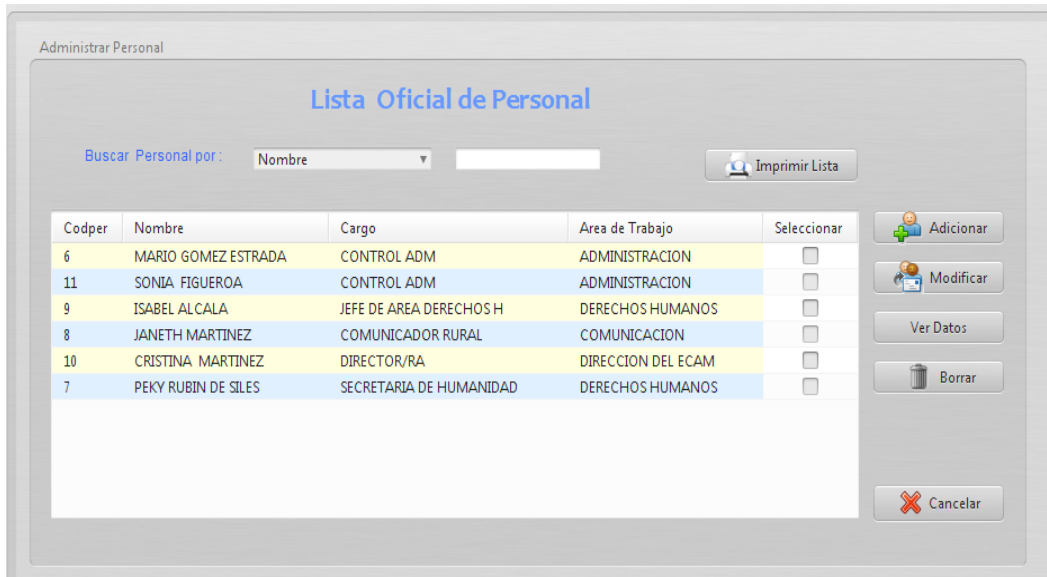 Administrar Personal
Lista Oficial de Personal
Buscar Personal por : Nombre Imprimir Lista
Codper Nombre Cargo Area de Trabajo Seleccionar
6 MARIO GOMEZ ESTRADA CONTROL ADM ADMINISTRACION
11 SONIA FIGUEROA CONTROL ADM ADMINISTRACION
9 ISABEL ALCALA JEFE DE AREA DERECHOS H DERECHOS HUMANOS
8 JANETH MARTINEZ COMUNICADOR RURAL COMUNICACION
10 CRISTINA MARTINEZ DIRECTOR/RA DIRECCION DEL ECAM
7 PEKY RUBIN DE SILES SECRETARIA DE HUMANIDAD DERECHOS HUMANOS
Adicionar
Modificar
Ver Datos
Borrar
Cancelar